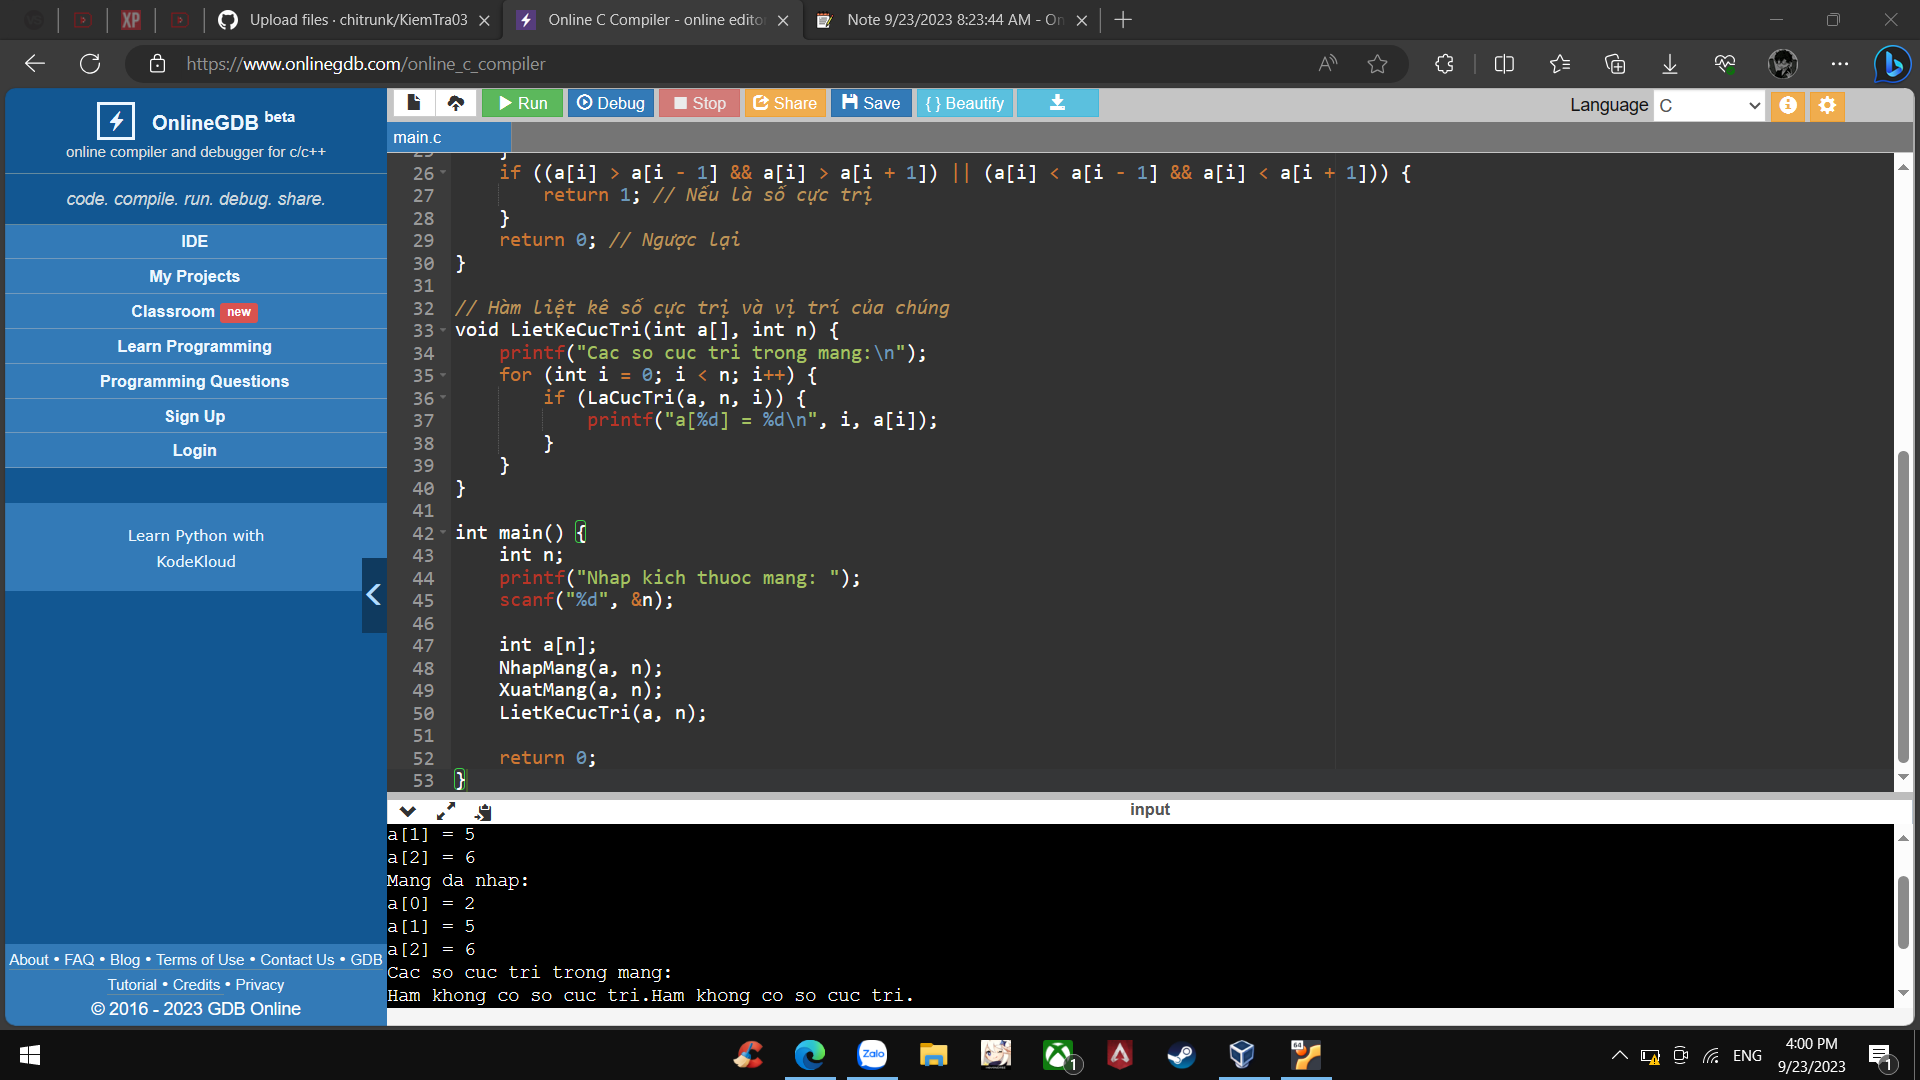 XP
Upload files · chitrunk/KiemTra03
Online C Compiler - online editor
Note 9/23/2023 8:23:44 AM - On
https://www.onlinegdb.com/online_c_compiler
OnlineGDB beta
online compiler and debugger for c/c++
code. compile. run. debug. share.
IDE
My Projects
Classroom new
Learn Programming
Programming Questions
Sign Up
Login
Learn Python with
KodeKloud
About • FAQ • Blog • Terms of Use • Contact Us • GDB
Tutorial • Credits • Privacy
© 2016 - 2023 GDB Online
Run Debug Stop Share Save { } Beautify
Language C
main.c
25 }
26 if ((a[i] > a[i - 1] && a[i] > a[i + 1]) || (a[i] < a[i - 1] && a[i] < a[i + 1])) {
27 return 1; // Nếu là số cực trị
28 }
29 return 0; // Ngược lại
30 }
31
32 // Hàm liệt kê số cực trị và vị trí của chúng
33 void LietKeCucTri(int a[], int n) {
34 printf("Cac so cuc tri trong mang:\n");
35 for (int i = 0; i < n; i++) {
36 if (LaCucTri(a, n, i)) {
37 printf("a[%d] = %d\n", i, a[i]);
38 }
39 }
40 }
41
42 int main() {
43 int n;
44 printf("Nhap kich thuoc mang: ");
45 scanf("%d", &n);
46
47 int a[n];
48 NhapMang(a, n);
49 XuatMang(a, n);
50 LietKeCucTri(a, n);
51
52 return 0;
53 }
input
a[1] = 5
a[2] = 6
Mang da nhap:
a[0] = 2
a[1] = 5
a[2] = 6
Cac so cuc tri trong mang:
Ham khong co so cuc tri.Ham khong co so cuc tri.
Zalo
1
64
ENG
4:00 PM
9/23/2023
1